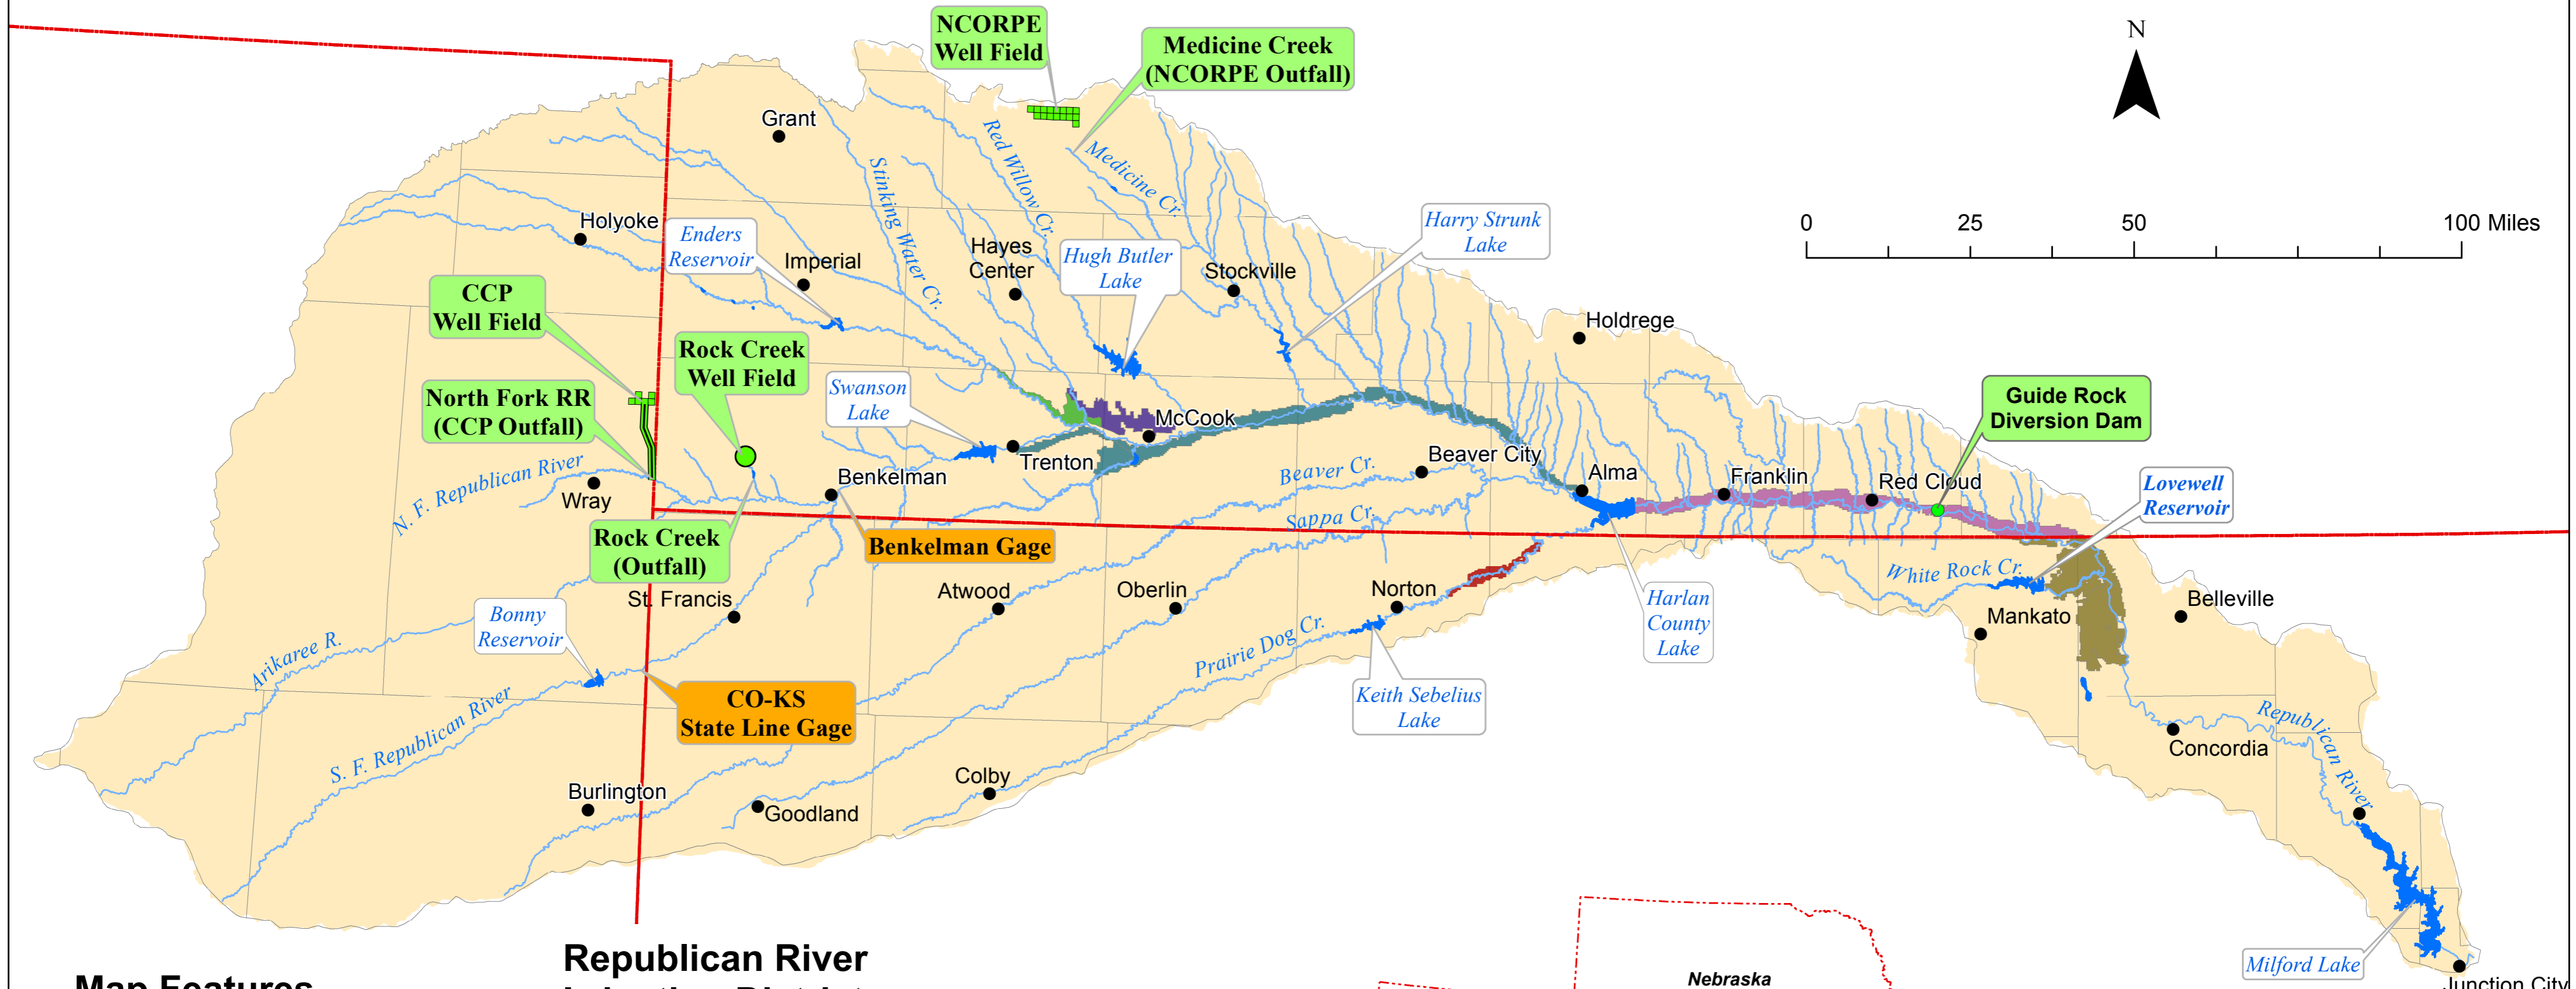 NCORPE
Well Field
Medicine Creek
(NCORPE Outfall)
N
Grant
Red Willow Cr.
Medicine Cr.
Stinking Water Cr.
Holyoke
Enders
Reservoir
Imperial
Hayes
Center
Hugh Butler
Lake
Stockville
Harry Strunk
Lake
0
25
50
100 Miles
CCP
Well Field
Rock Creek
Well Field
Holdrege
North Fork RR
(CCP Outfall)
Swanson
Lake
McCook
Guide Rock
Diversion Dam
N. F. Republican River
Wray
Benkelman
Trenton
Beaver Cr.
Beaver City
Alma
Franklin
Red Cloud
Lovewell
Reservoir
Sappa Cr.
Rock Creek
(Outfall)
Benkelman Gage
St. Francis
Atwood
Oberlin
Norton
White Rock Cr.
Mankato
Belleville
Bonny
Reservoir
Harlan
County
Lake
Arikaree R.
Prairie Dog Cr.
CO-KS
State Line Gage
Keith Sebelius
Lake
S. F. Republican River
Republican River
Concordia
Burlington
Goodland
Colby
Republican River
Nebraska
Milford Lake
Map Features
Junction City